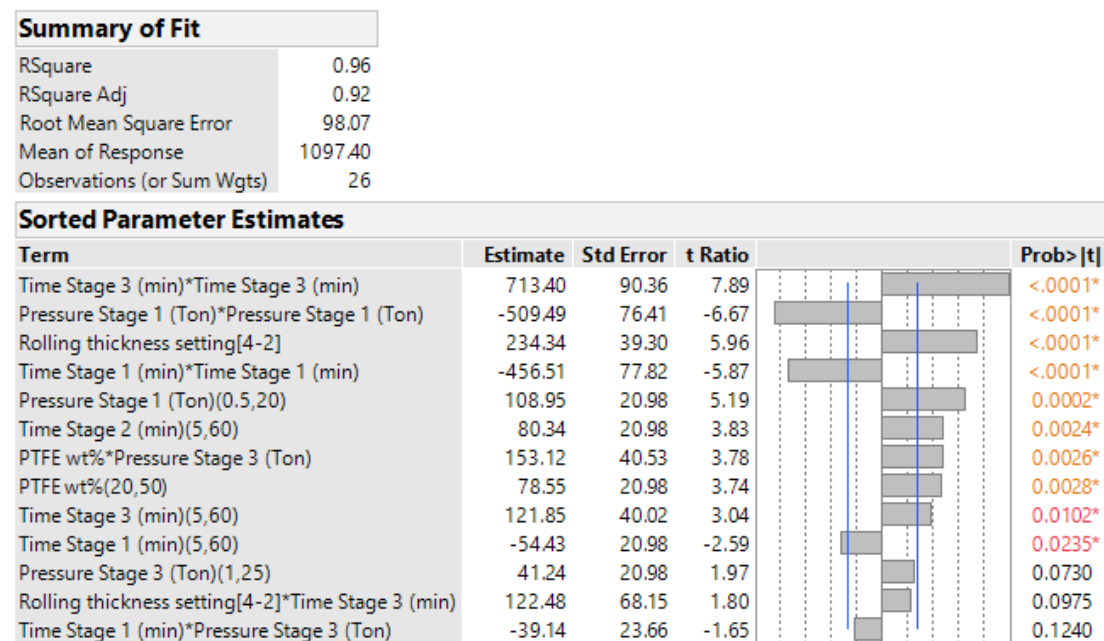 Summary of Fit
RSquare 0.96
RSquare Adj 0.92
Root Mean Square Error 98.07
Mean of Response 1097.40
Observations (or Sum Wgts) 26
Sorted Parameter Estimates
Term Estimate Std Error t Ratio Prob>|t|
Time Stage 3 (min)*Time Stage 3 (min) 713.40 90.36 7.89 <.0001*
Pressure Stage 1 (Ton)*Pressure Stage 1 (Ton) -509.49 76.41 -6.67 <.0001*
Rolling thickness setting[4-2] 234.34 39.30 5.96 <.0001*
Time Stage 1 (min)*Time Stage 1 (min) -456.51 77.82 -5.87 <.0001*
Pressure Stage 1 (Ton)(0.5,20) 108.95 20.98 5.19 0.0002*
Time Stage 2 (min)(5,60) 80.34 20.98 3.83 0.0024*
PTFE wt%*Pressure Stage 3 (Ton) 153.12 40.53 3.78 0.0026*
PTFE wt%(20,50) 78.55 20.98 3.74 0.0028*
Time Stage 3 (min)(5,60) 121.85 40.02 3.04 0.0102*
Time Stage 1 (min)(5,60) -54.43 20.98 -2.59 0.0235*
Pressure Stage 3 (Ton)(1,25) 41.24 20.98 1.97 0.0730
Rolling thickness setting[4-2]*Time Stage 3 (min) 122.48 68.15 1.80 0.0975
Time Stage 1 (min)*Pressure Stage 3 (Ton) -39.14 23.66 -1.65 0.1240